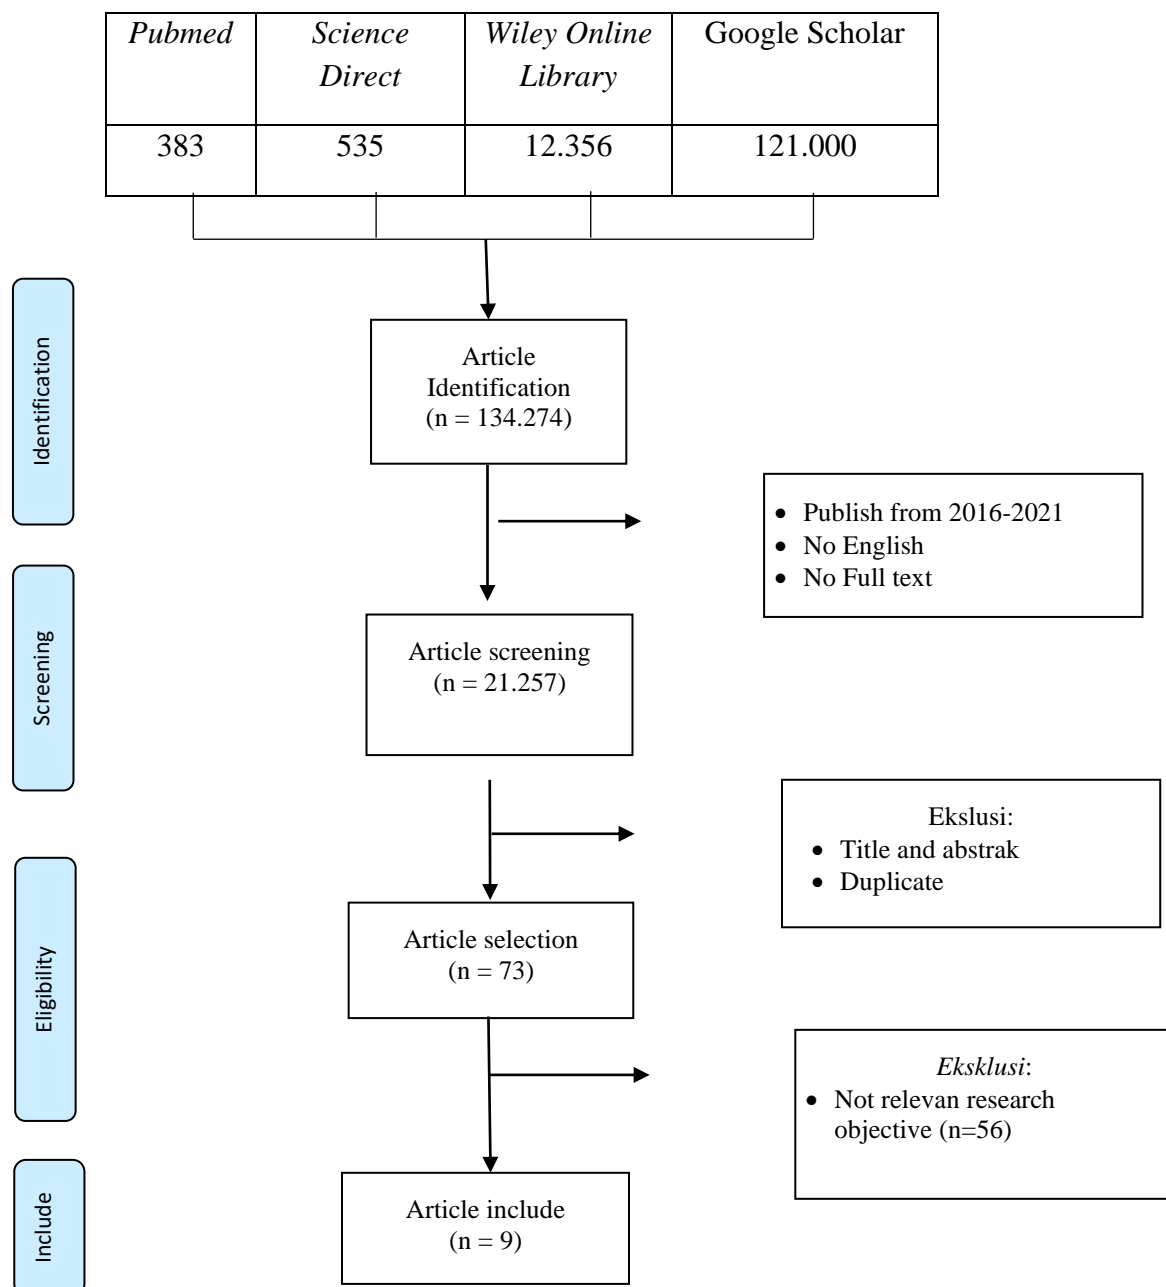 Pubmed
Science
Direct
Wiley Online
Library
Google Scholar
383
535
12.356
121.000
Identification
Article
Identification
(n = 134.274)
• Publish from 2016-2021
• No English
• No Full text
Screening
Article screening
(n = 21.257)
Ekslusi:
• Title and abstrak
• Duplicate
Eligibility
Article selection
(n = 73)
Eksklusi:
• Not relevan research
objective (n=56)
Include
Article include
(n = 9)